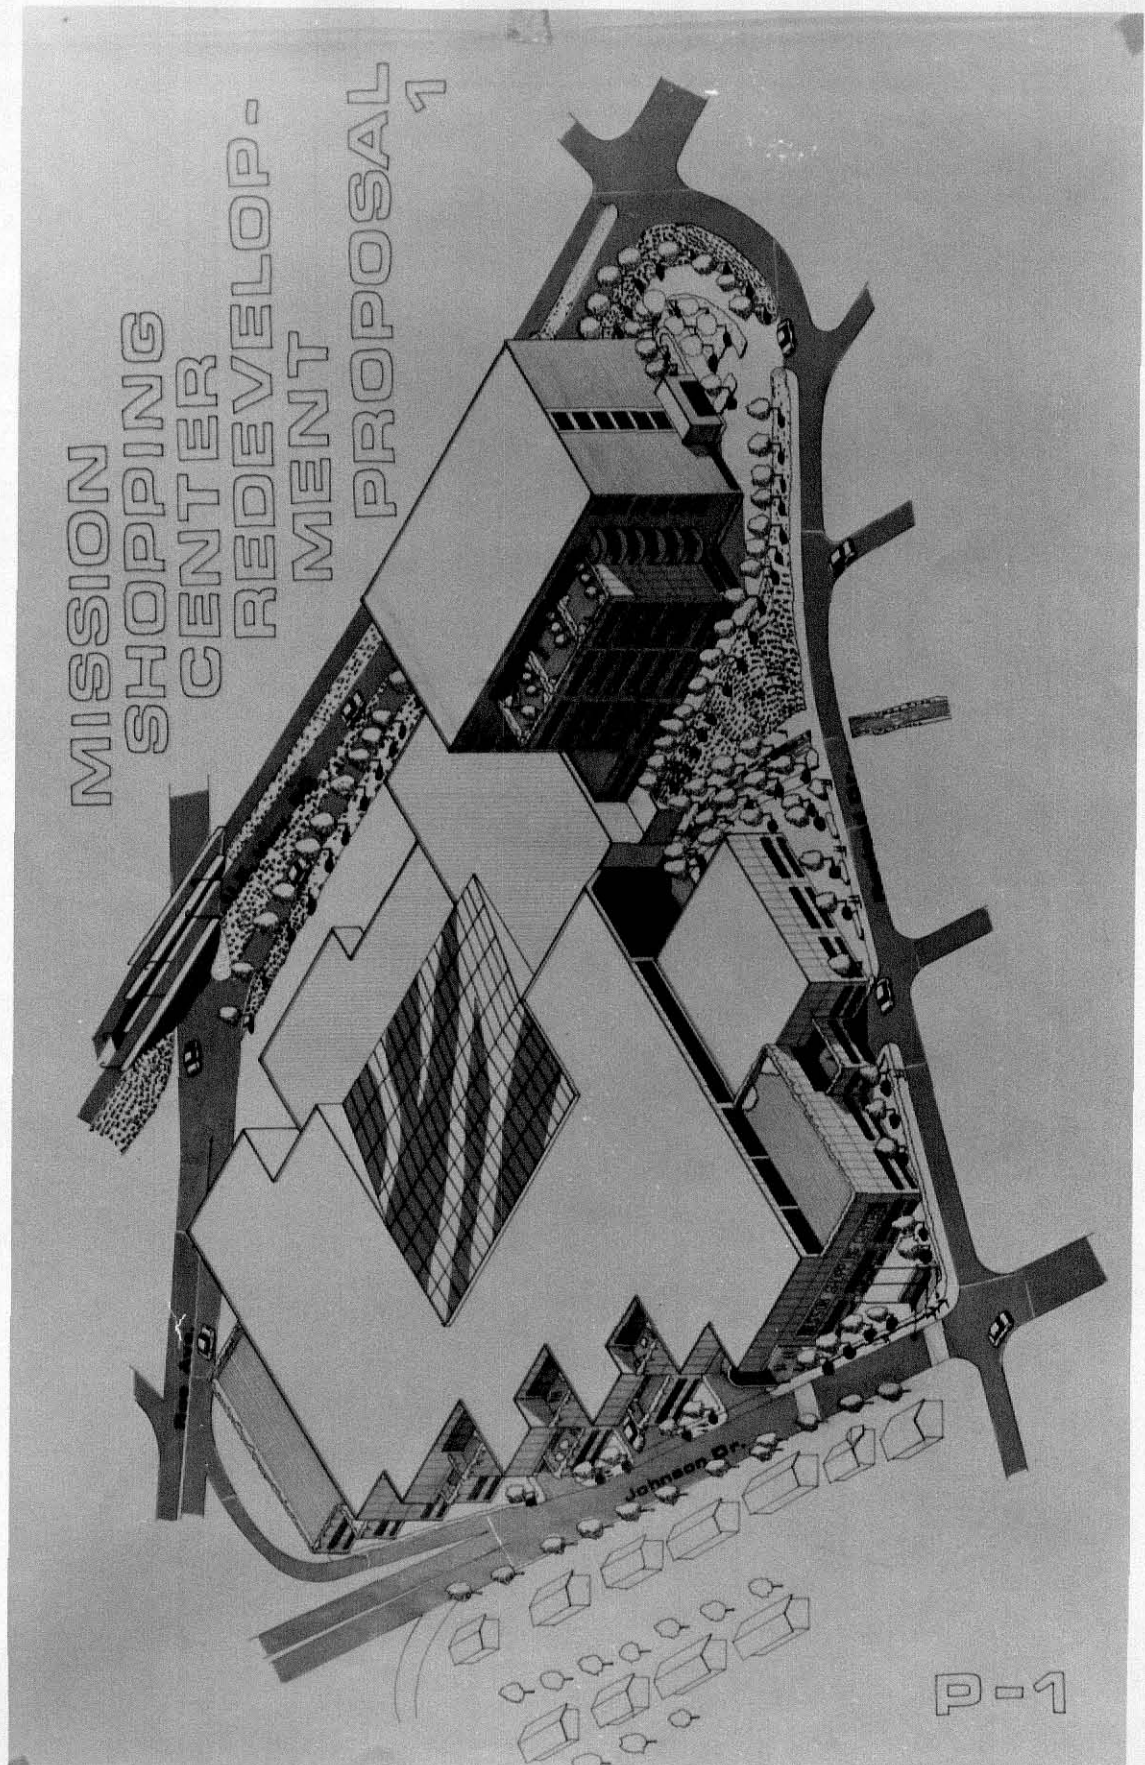 MISSION
SHOPPING
CENTER
REDEVELOP-
MENT
PROPOSAL
1
Johnson Dr.
P-1